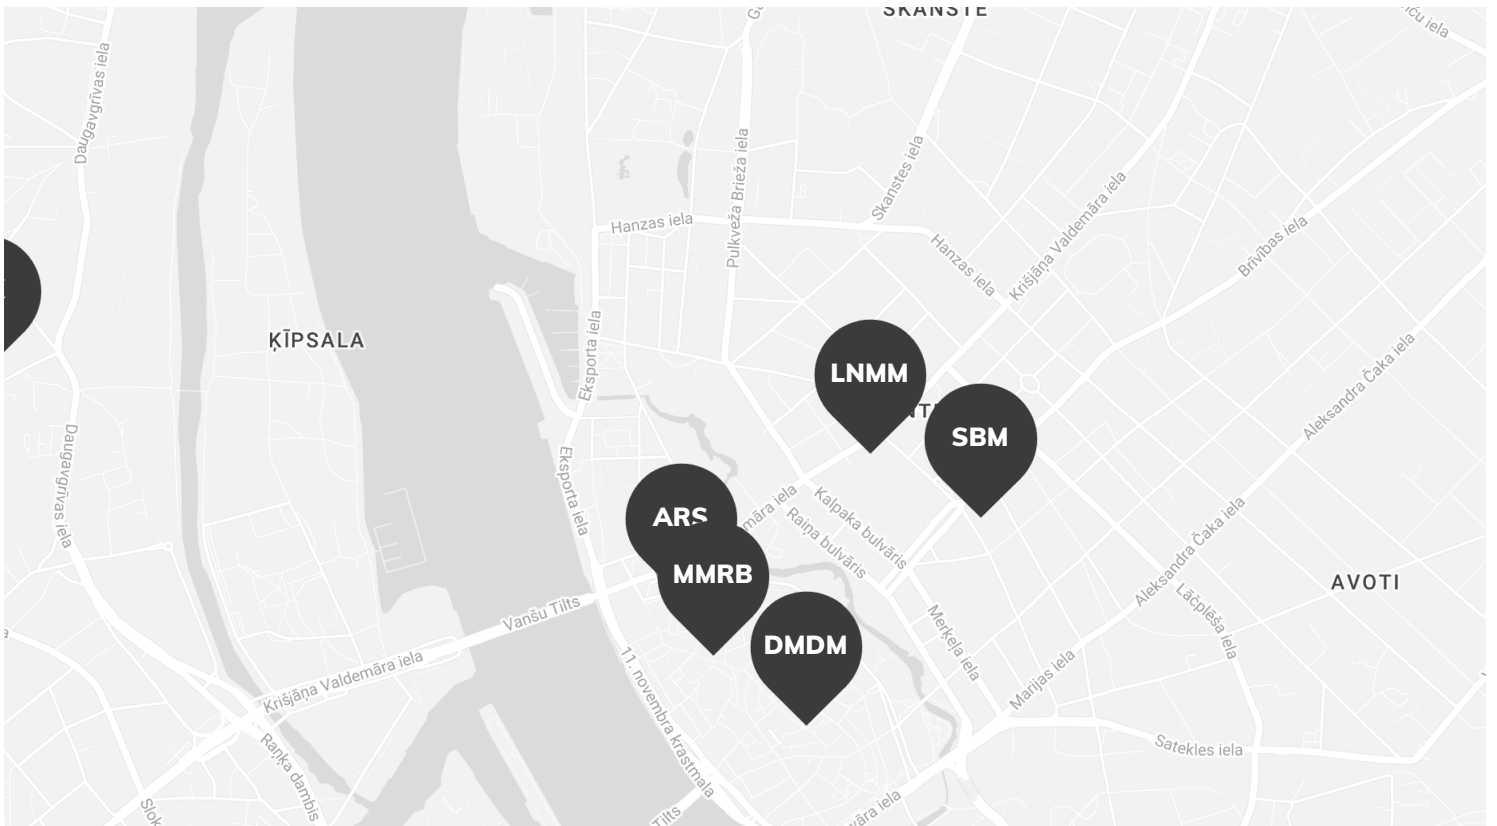 SKANSTE
Daugavgrīvas iela
Pulkveža Brieža iela
Skanstes iela
Krišjāņa Valdemāra iela
Hanzas iela
Hanzas iela
Brīvības iela
ĶĪPSALA
Eksporta iela
Aleksandra Čaka iela
LNMM
SBM
Daugavgrīvas iela
Eksporta iela
ARS
Kalpaka bulvāris
Raiņa bulvāris
MMRB
Aleksandra Čaka iela
AVOTI
Lāčplēša iela
Vanšu Tilts
Merķeļa iela
DMDM
Krišjāņa Valdemāra iela
11. novembra krastmala
Marijas iela
Satekles iela
Raņķa dambis
Tilts